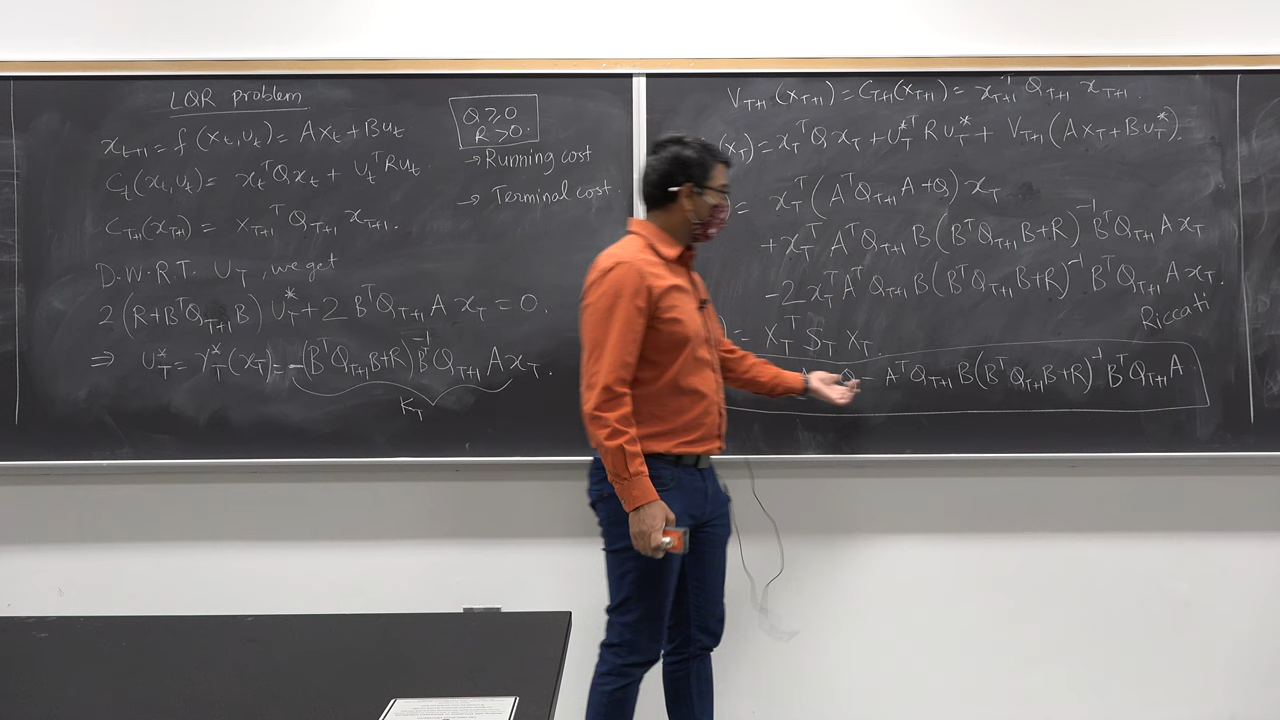 LQR problem
x_{t+1} = f(x_t, u_t) = Ax_t + Bu_t
C_t(x_t, u_t) = x_t^T Q x_t + u_t^T R u_t
C_{T+1}(x_{T+1}) = x_{T+1}^T Q_{T+1} x_{T+1}.
Q ≥ 0
R > 0.
→ Running cost
→ Terminal cost.
D.W.R.T. U_T, we get
2(R + B^T Q_{T+1} B) U_T^* + 2 B^T Q_{T+1} A x_T = 0.
⇒ u_T^* = γ_T^*(x_T) = -(B^T Q_{T+1} B + R)^{-1} B^T Q_{T+1} A x_T.
K_T
V_{T+1}(x_{T+1}) = C_{T+1}(x_{T+1}) = x_{T+1}^T Q_{T+1} x_{T+1}.
(x_T) = x_T^T Q x_T + U_T^{*T} R U_T^* + V_{T+1}(A x_T + B u_T^*).
= x_T^T (A^T Q_{T+1} A + Q) x_T
+ x_T^T A^T Q_{T+1} B (B^T Q_{T+1} B + R)^{-1} B^T Q_{T+1} A x_T
- 2 x_T^T A^T Q_{T+1} B (B^T Q_{T+1} B + R)^{-1} B^T Q_{T+1} A x_T.
Riccati
= x_T^T S_T x_T.
- A^T Q_{T+1} B (B^T Q_{T+1} B + R)^{-1} B^T Q_{T+1} A